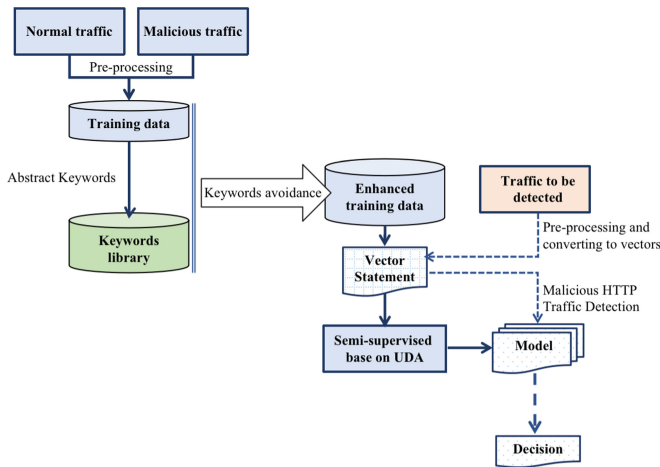 Normal traffic
Malicious traffic
Pre-processing
Training data
Abstract Keywords
Keywords
library
Keywords avoidance
Enhanced
training data
Traffic to be
detected
Pre-processing and
converting to vectors
Vector
Statement
Malicious HTTP
Traffic Detection
Semi-supervised
base on UDA
Model
Decision